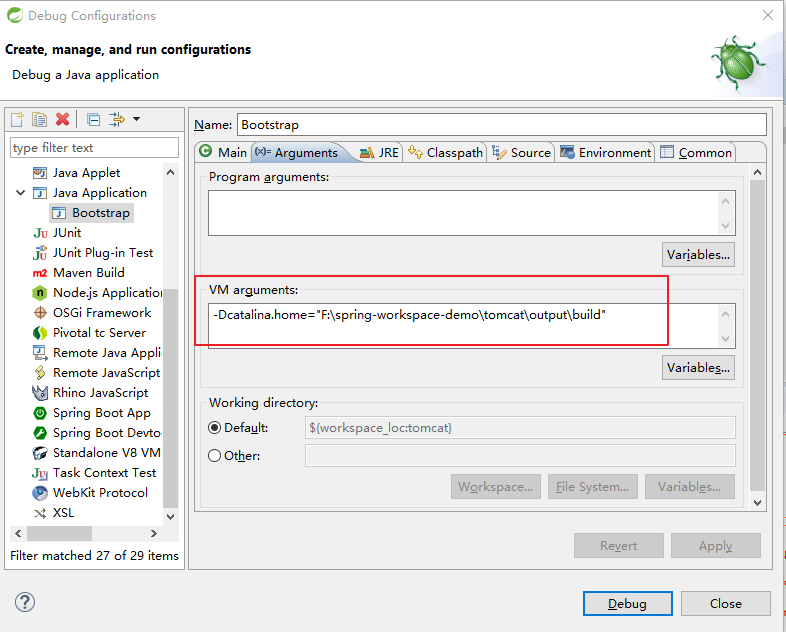 Debug Configurations
Create, manage, and run configurations
Debug a Java application
type filter text
Java Applet
Java Application
Bootstrap
JUnit
JUnit Plug-in Test
Maven Build
Node.js Application
OSGi Framework
Pivotal tc Server
Remote Java Appli
Remote JavaScript
Rhino JavaScript
Spring Boot App
Spring Boot Devto
Standalone V8 VM
Task Context Test
WebKit Protocol
XSL
Filter matched 27 of 29 items
Name: Bootstrap
Main (x)= Arguments JRE Classpath Source Environment Common
Program arguments:
Variables...
VM arguments:
-Dcatalina.home="F:\spring-workspace-demo\tomcat\output\build"
Variables...
Working directory:
Default: ${workspace_loc:tomcat}
Other:
Workspace... File System... Variables...
Revert Apply
Debug Close